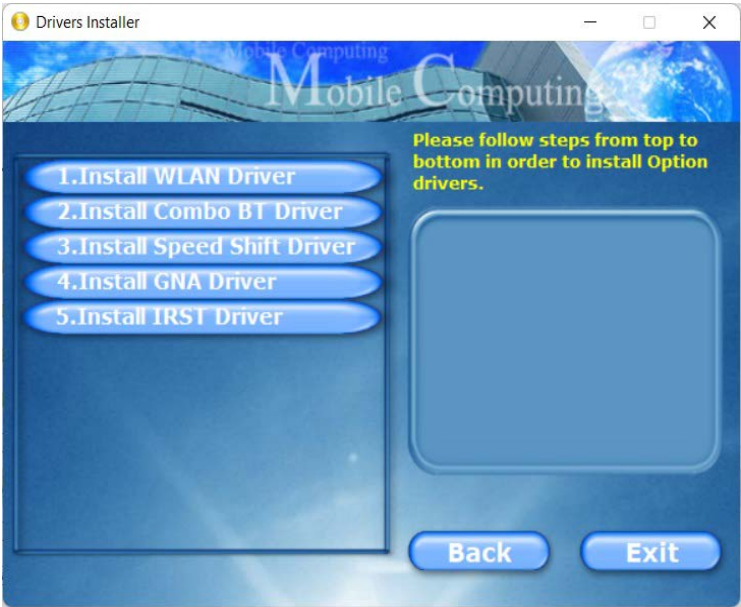 Drivers Installer
Mobile Computing
Mobile Computing
Please follow steps from top to
bottom in order to install Option
drivers.
1.Install WLAN Driver
2.Install Combo BT Driver
3.Install Speed Shift Driver
4.Install GNA Driver
5.Install IRST Driver
Back
Exit